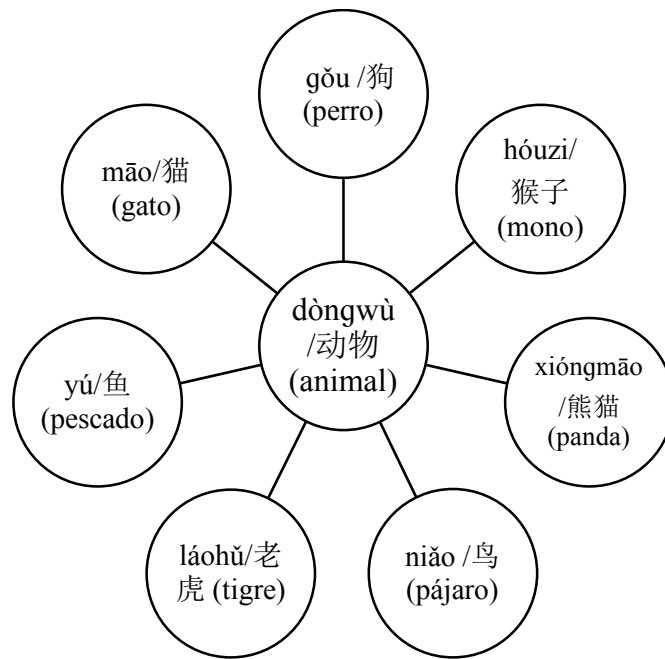 gǒu /狗
(perro)
hóuzi/
猴子
(mono)
xióngmāo
/熊猫
(panda)
niǎo /鸟
(pájaro)
láohǔ/老
虎 (tigre)
yú/鱼
(pescado)
māo/猫
(gato)
dòngwù
/动物
(animal)